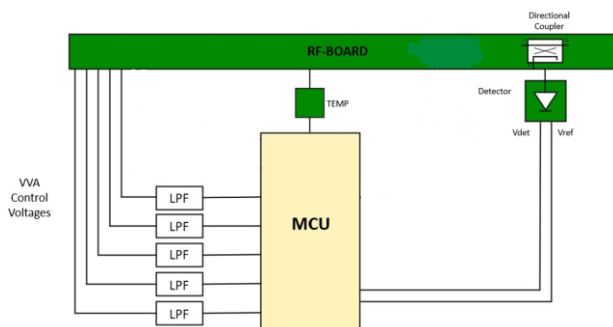 Directional
Coupler
RF-BOARD
Detector
TEMP
Vdet
Vref
VVA
Control
Voltages
LPF
LPF
LPF
LPF
LPF
MCU